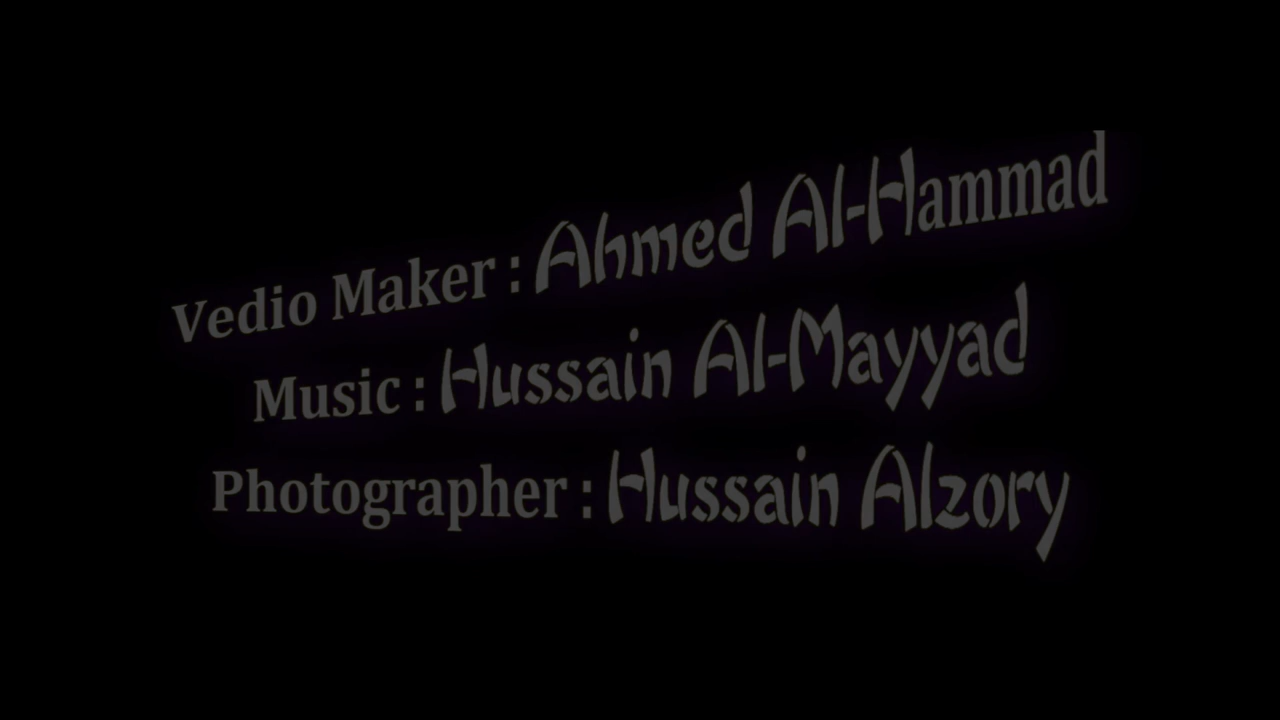 Vedio Maker : Ahmed Al-Hammad
Music : Hussain Al-Mayyad
Photographer : Hussain Alzory